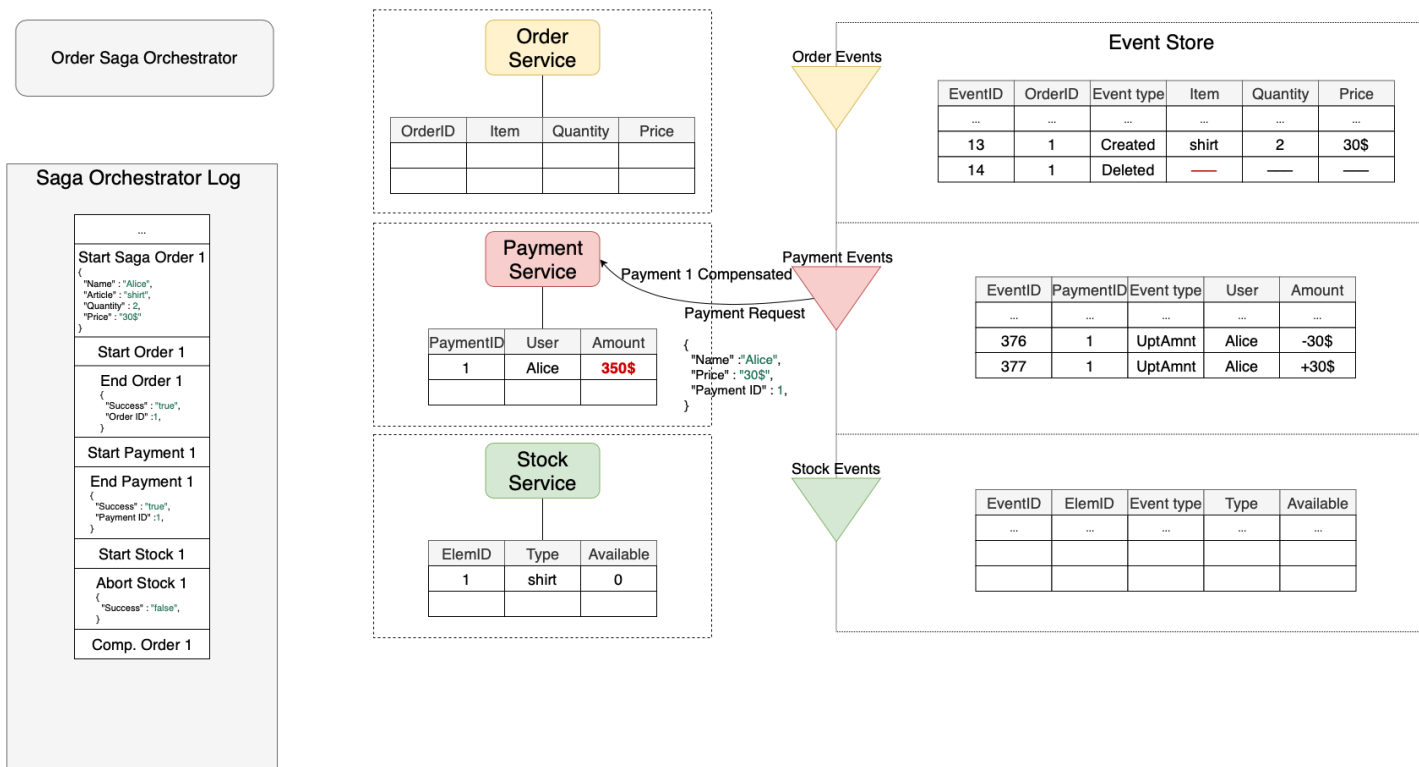 Order Saga Orchestrator
Saga Orchestrator Log
...
Start Saga Order 1
{
"Name" : "Alice",
"Article" : "shirt",
"Quantity" : 2,
"Price" : "30$"
}
Start Order 1
End Order 1
{
"Success" : "true",
"Order ID" :1,
}
Start Payment 1
End Payment 1
{
"Success" : "true",
"Payment ID" :1,
}
Start Stock 1
Abort Stock 1
{
"Success" : "false",
}
Comp. Order 1
Order
Service
OrderID Item Quantity Price
Payment
Service
PaymentID User Amount
1 Alice 350$
Stock
Service
ElemID Type Available
1 shirt 0
Payment 1 Compensated
Payment Request
{
"Name" :"Alice",
"Price" : "30$",
"Payment ID" : 1,
}
Order Events
Payment Events
Stock Events
Event Store
EventID OrderID Event type Item Quantity Price
... ... ... ... ... ...
13 1 Created shirt 2 30$
14 1 Deleted —— —— ——
EventID PaymentID Event type User Amount
... ... ... ... ...
376 1 UptAmnt Alice -30$
377 1 UptAmnt Alice +30$
EventID ElemID Event type Type Available
... ... ... ... ...